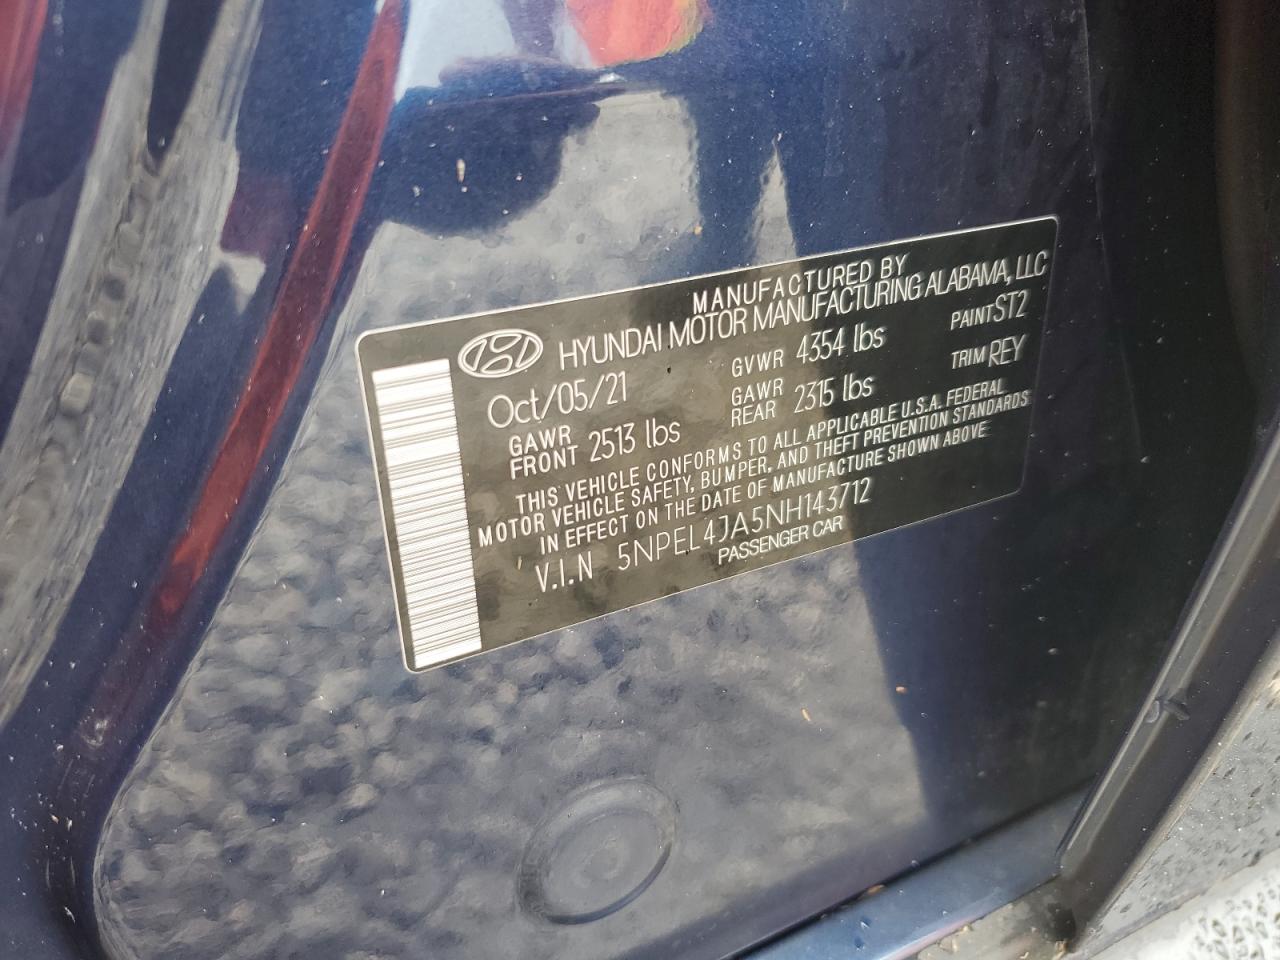 MANUFACTURED BY
HYUNDAI MOTOR MANUFACTURING ALABAMA, LLC
Oct/05/21 GVWR 4354 lbs PAINT ST2
GAWR FRONT 2513 lbs GAWR REAR 2315 lbs TRIM REY
THIS VEHICLE CONFORMS TO ALL APPLICABLE U.S.A. FEDERAL
MOTOR VEHICLE SAFETY, BUMPER, AND THEFT PREVENTION STANDARDS
IN EFFECT ON THE DATE OF MANUFACTURE SHOWN ABOVE
V.I.N 5NPEL4JA5NH143712
PASSENGER CAR